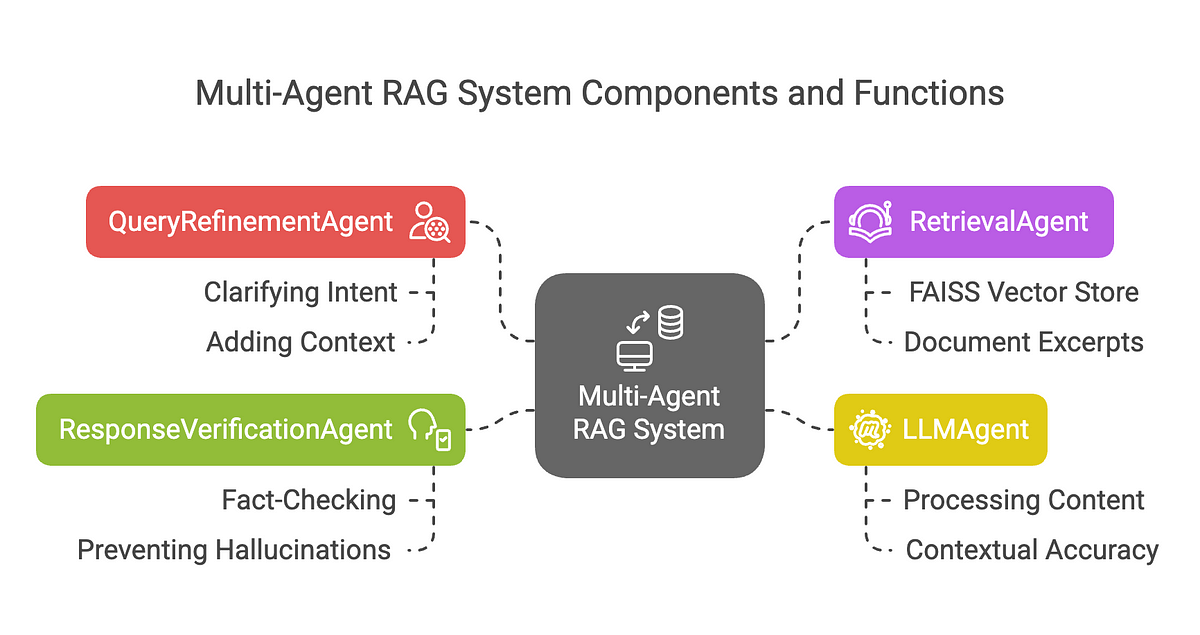 Multi-Agent RAG System Components and Functions
QueryRefinementAgent
Clarifying Intent
Adding Context
ResponseVerificationAgent
Fact-Checking
Preventing Hallucinations
Multi-Agent
RAG System
RetrievalAgent
FAISS Vector Store
Document Excerpts
LLMAgent
Processing Content
Contextual Accuracy